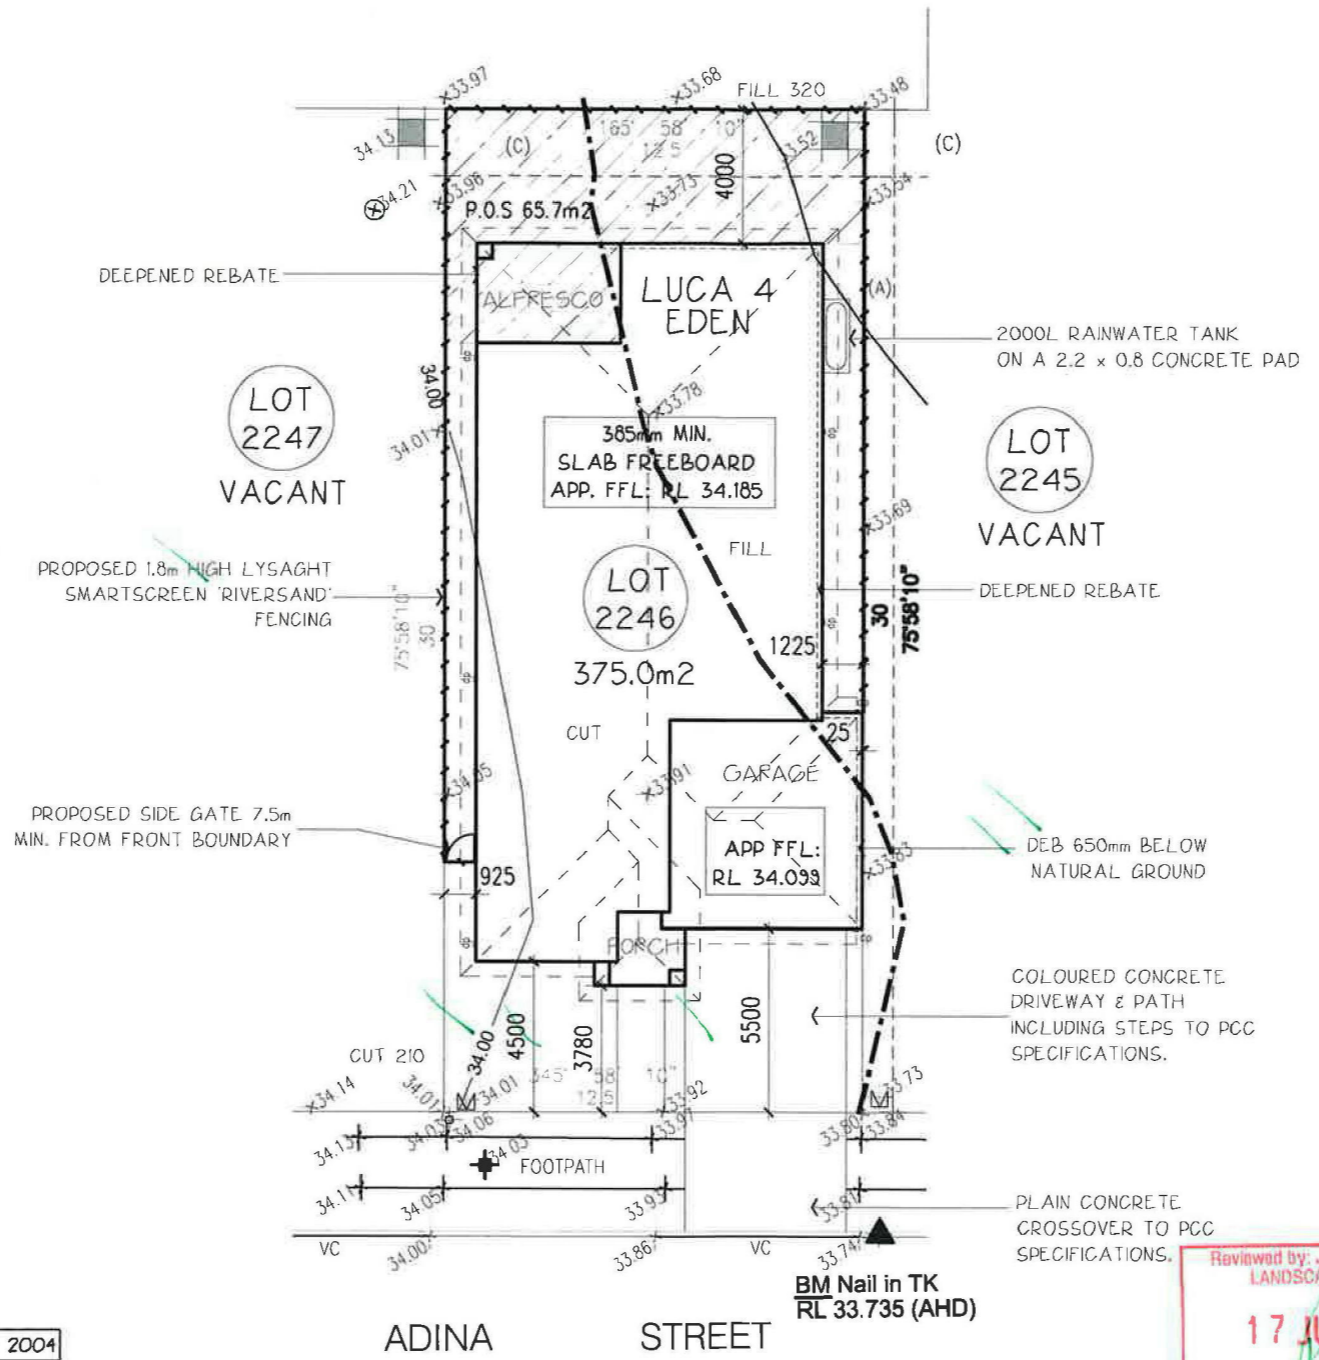 33.97
33.68
FILL 320
33.48
34.13
(C)
165° 58' 10"
12.5
33.52
(C)
34.21
33.96
P.O.S 65.7m2
33.73
4000
33.54
DEEPENED REBATE
ALFRESCO
LUCA 4
EDEN
(A)
2000L RAINWATER TANK
ON A 2.2 x 0.8 CONCRETE PAD
34.00
LOT
2247
VACANT
34.01
33.78
385mm MIN.
SLAB FREEBOARD
APP. FFL: RL 34.185
LOT
2245
VACANT
33.69
FILL
PROPOSED 1.8m HIGH LYSAGHT
SMARTSCREEN 'RIVERSAND'
FENCING
LOT
2246
375.0m2
DEEPENED REBATE
75°58'10"
30
1225
30
75°58'10"
CUT
25
34.05
33.91
GARAGE
PROPOSED SIDE GATE 7.5m
MIN. FROM FRONT BOUNDARY
APP FFL:
RL 34.099
DEB 650mm BELOW
NATURAL GROUND
33.83
925
PORCH
COLOURED CONCRETE
DRIVEWAY & PATH
INCLUDING STEPS TO PCC
SPECIFICATIONS.
CUT 210
34.00
4500
3780
5500
345° 58' 10"
12.5
34.14
34.01
34.01
33.92
33.73
34.13
34.03
34.06
33.97
33.80
33.84
34.03
FOOTPATH
34.11
34.05
33.93
33.81
PLAIN CONCRETE
CROSSOVER TO PCC
SPECIFICATIONS.
VC
34.00
33.86
VC
33.74
BM Nail in TK
RL 33.735 (AHD)
Reviewed by:
17
2004
ADINA STREET